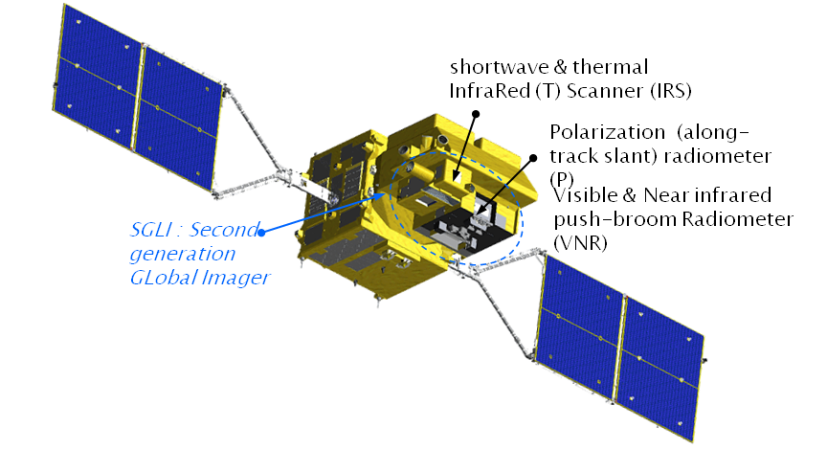 shortwave & thermal
InfraRed (T) Scanner (IRS)
Polarization (along-
track slant) radiometer
(P)
Visible & Near infrared
push-broom Radiometer
(VNR)
SGLI : Second
generation
GLobal Imager